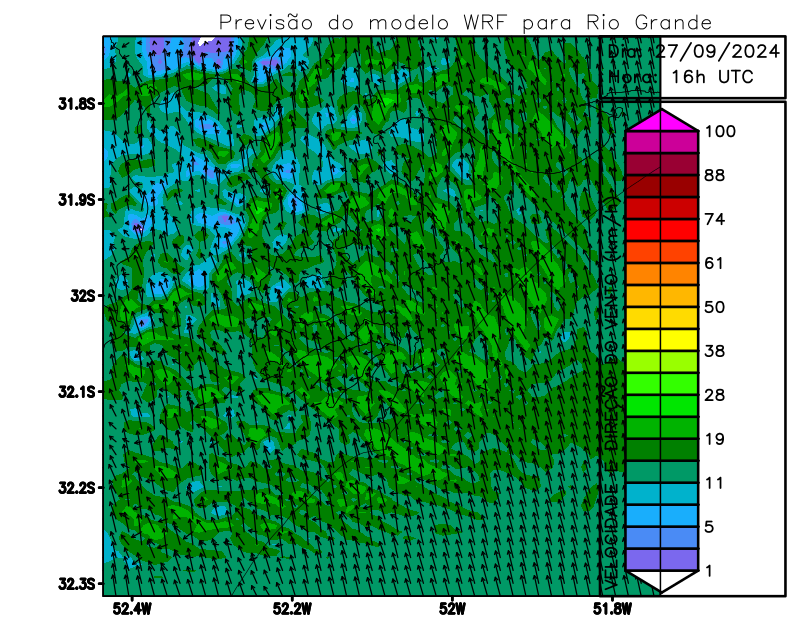 Previsão do modelo WRF para Rio Grande
Dia: 27/09/2024
Hora: 16h UTC
31.8S
31.9S
32S
32.1S
32.2S
32.3S
52.4W
52.2W
52W
51.8W
VELOCIDADE E DIREÇÃO DO VENTO (km/h)
100
88
74
61
50
38
28
19
11
5
1